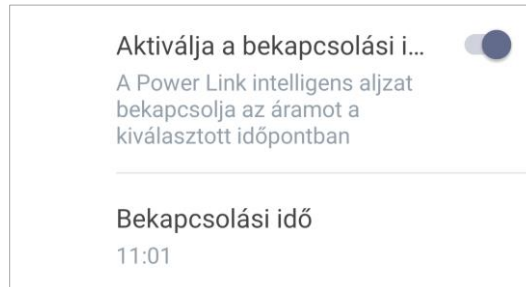 Aktiválja a bekapcsolási i...
A Power Link intelligens aljzat
bekapcsolja az áramot a
kiválasztott időpontban
Bekapcsolási idő
11:01